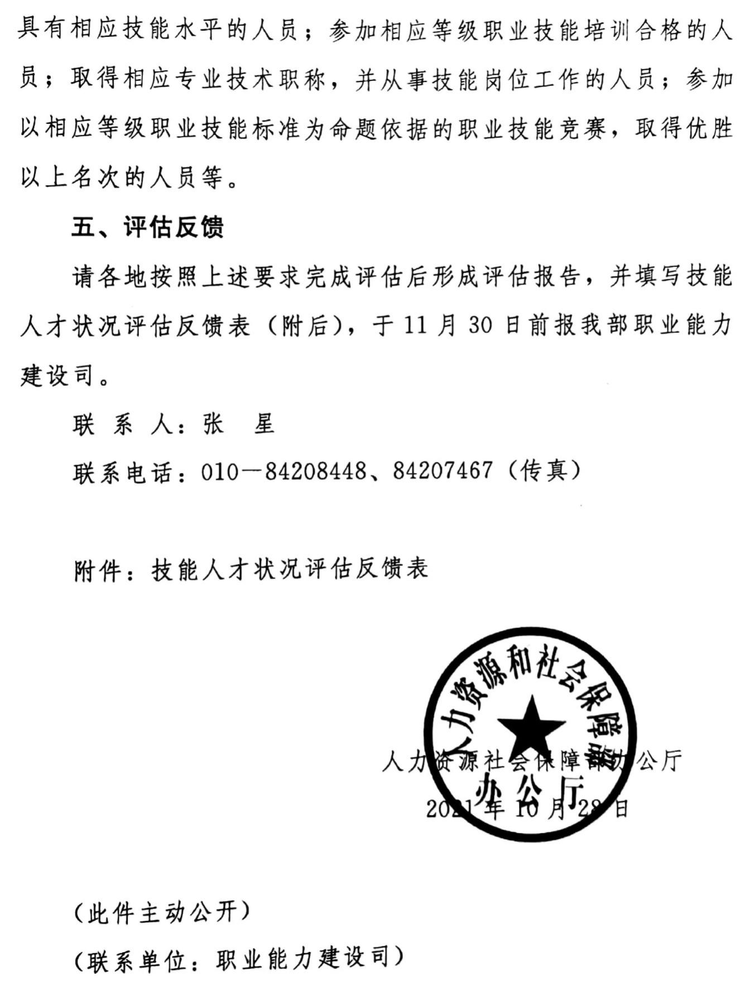 具有相应技能水平的人员；参加相应等级职业技能培训合格的人
员；取得相应专业技术职称，并从事技能岗位工作的人员；参加
以相应等级职业技能标准为命题依据的职业技能竞赛，取得优胜
以上名次的人员等。
五、评估反馈
请各地按照上述要求完成评估后形成评估报告，并填写技能
人才状况评估反馈表（附后），于 11 月 30 日前报我部职业能力
建设司。
联 系 人：张 星
联系电话：010—84208448、84207467（传真）
附件：技能人才状况评估反馈表
人力资源和社会保障部
人力资源社会保障部办公厅
办公厅
2021 年 10 月 28 日
（此件主动公开）
（联系单位：职业能力建设司）